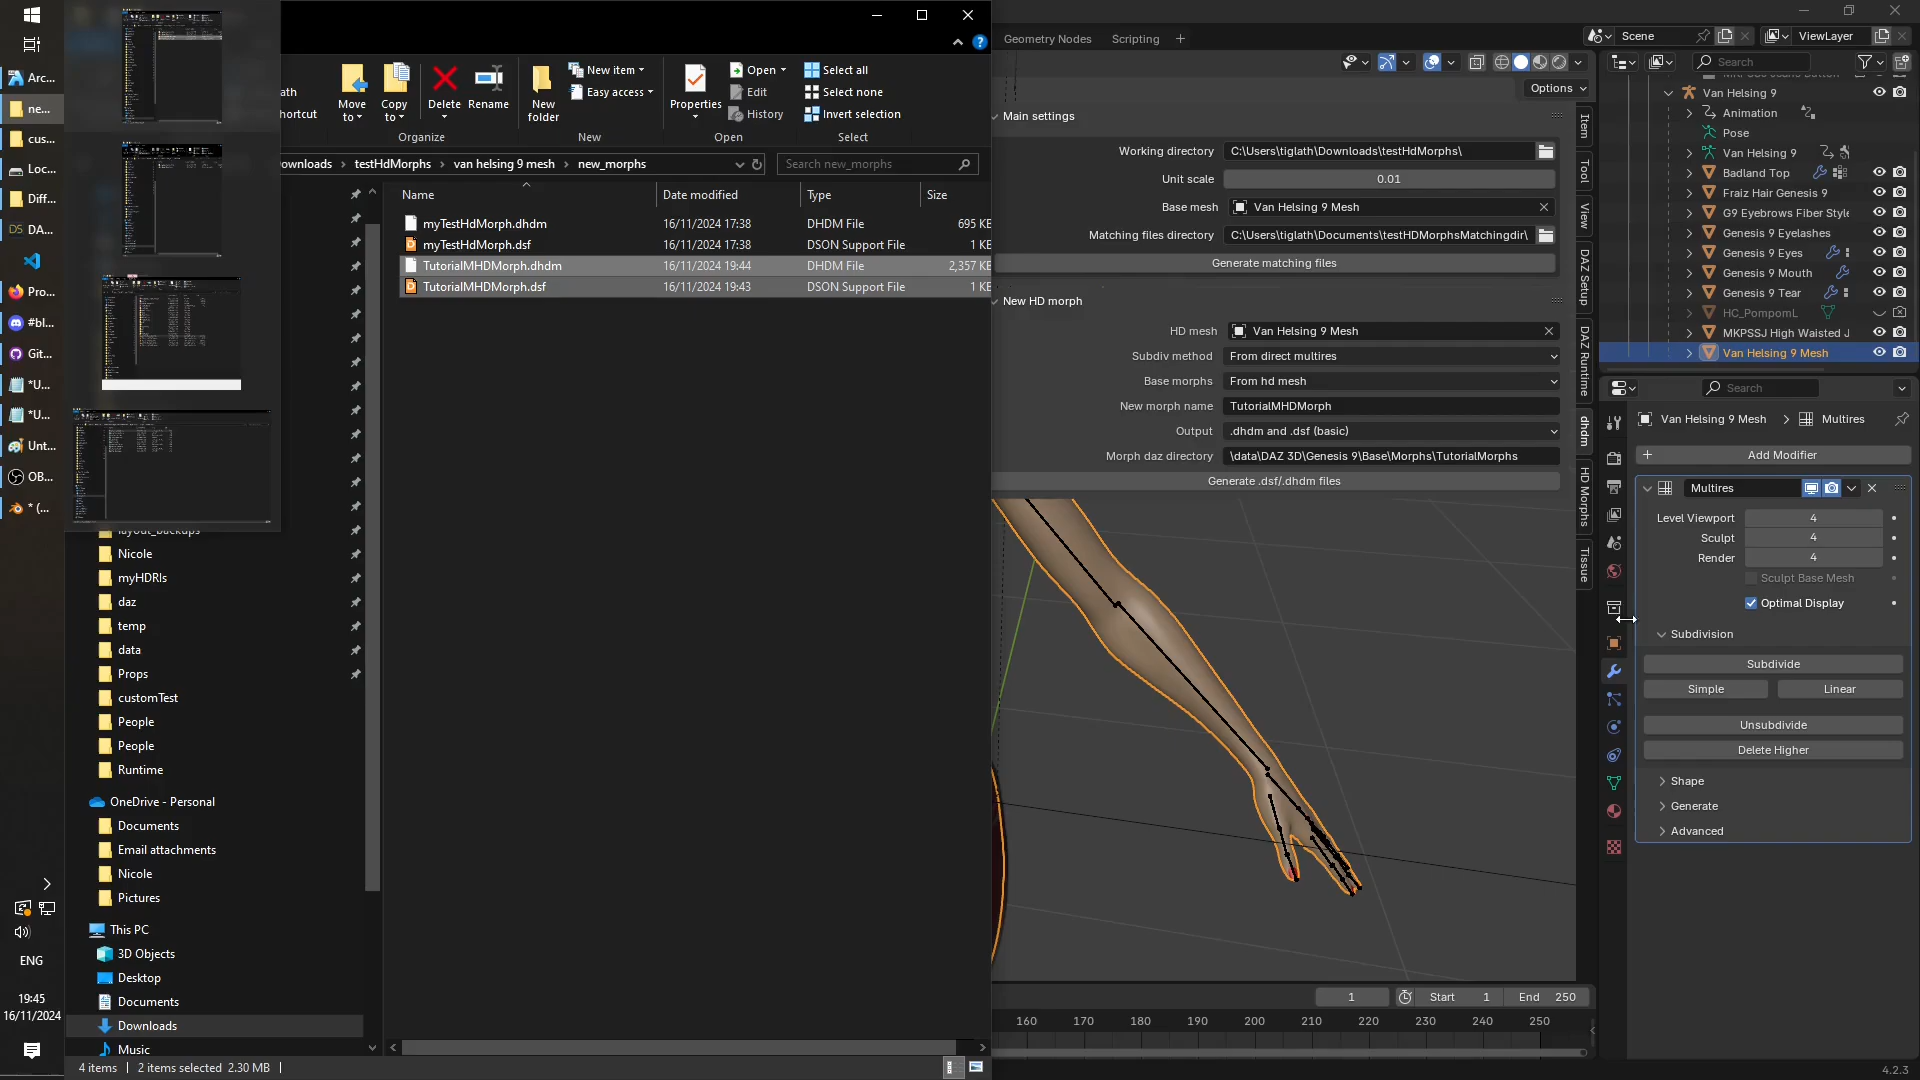 Arc...
ne...
cus...
Loc...
Diff...
DA...
Pro...
#bl...
Git...
*U...
*U...
Unt...
OB...
* (...
ENG
19:45
16/11/2024
ath
hortcut
Move to
Copy to
Delete
Rename
Organize
New folder
New item
Easy access
New
Properties
Open
Edit
History
Open
Select all
Select none
Invert selection
Select
ownloads > testHdMorphs > van helsing 9 mesh > new_morphs
Search new_morphs
Name Date modified Type Size
myTestHdMorph.dhdm 16/11/2024 17:38 DHDM File 695 KB
myTestHdMorph.dsf 16/11/2024 17:38 DSON Support File 1 KB
TutorialMHDMorph.dhdm 16/11/2024 19:44 DHDM File 2,357 KB
TutorialMHDMorph.dsf 16/11/2024 19:43 DSON Support File 1 KB
layout_backups
Nicole
myHDRIs
daz
temp
data
Props
customTest
People
People
Runtime
OneDrive - Personal
Documents
Email attachments
Nicole
Pictures
This PC
3D Objects
Desktop
Documents
Downloads
Music
4 items | 2 items selected 2.30 MB |
Geometry Nodes Scripting +
Scene
ViewLayer
Options
Main settings
Working directory C:\Users\tiglath\Downloads\testHdMorphs\
Unit scale 0.01
Base mesh Van Helsing 9 Mesh
Matching files directory C:\Users\tiglath\Documents\testHDMorphsMatchingdir\
Generate matching files
New HD morph
HD mesh Van Helsing 9 Mesh
Subdiv method From direct multires
Base morphs From hd mesh
New morph name TutorialMHDMorph
Output .dhdm and .dsf (basic)
Morph daz directory \data\DAZ 3D\Genesis 9\Base\Morphs\TutorialMorphs
Generate .dsf/.dhdm files
Item
Tool
View
DAZ Setup
DAZ Runtime
dhdm
HD Morphs
Tissue
1 Start 1 End 250
160 170 180 190 200 210 220 230 240 250
Search
Van Helsing 9
Animation
Pose
Van Helsing 9
Badland Top
Fraiz Hair Genesis 9
G9 Eyebrows Fiber Style
Genesis 9 Eyelashes
Genesis 9 Eyes
Genesis 9 Mouth
Genesis 9 Tear
HC_PompomL
MKPSSJ High Waisted J
Van Helsing 9 Mesh
Search
Van Helsing 9 Mesh > Multires
Add Modifier
Multires
Level Viewport 4
Sculpt 4
Render 4
Sculpt Base Mesh
Optimal Display
Subdivision
Subdivide
Simple Linear
Unsubdivide
Delete Higher
Shape
Generate
Advanced
4.2.3